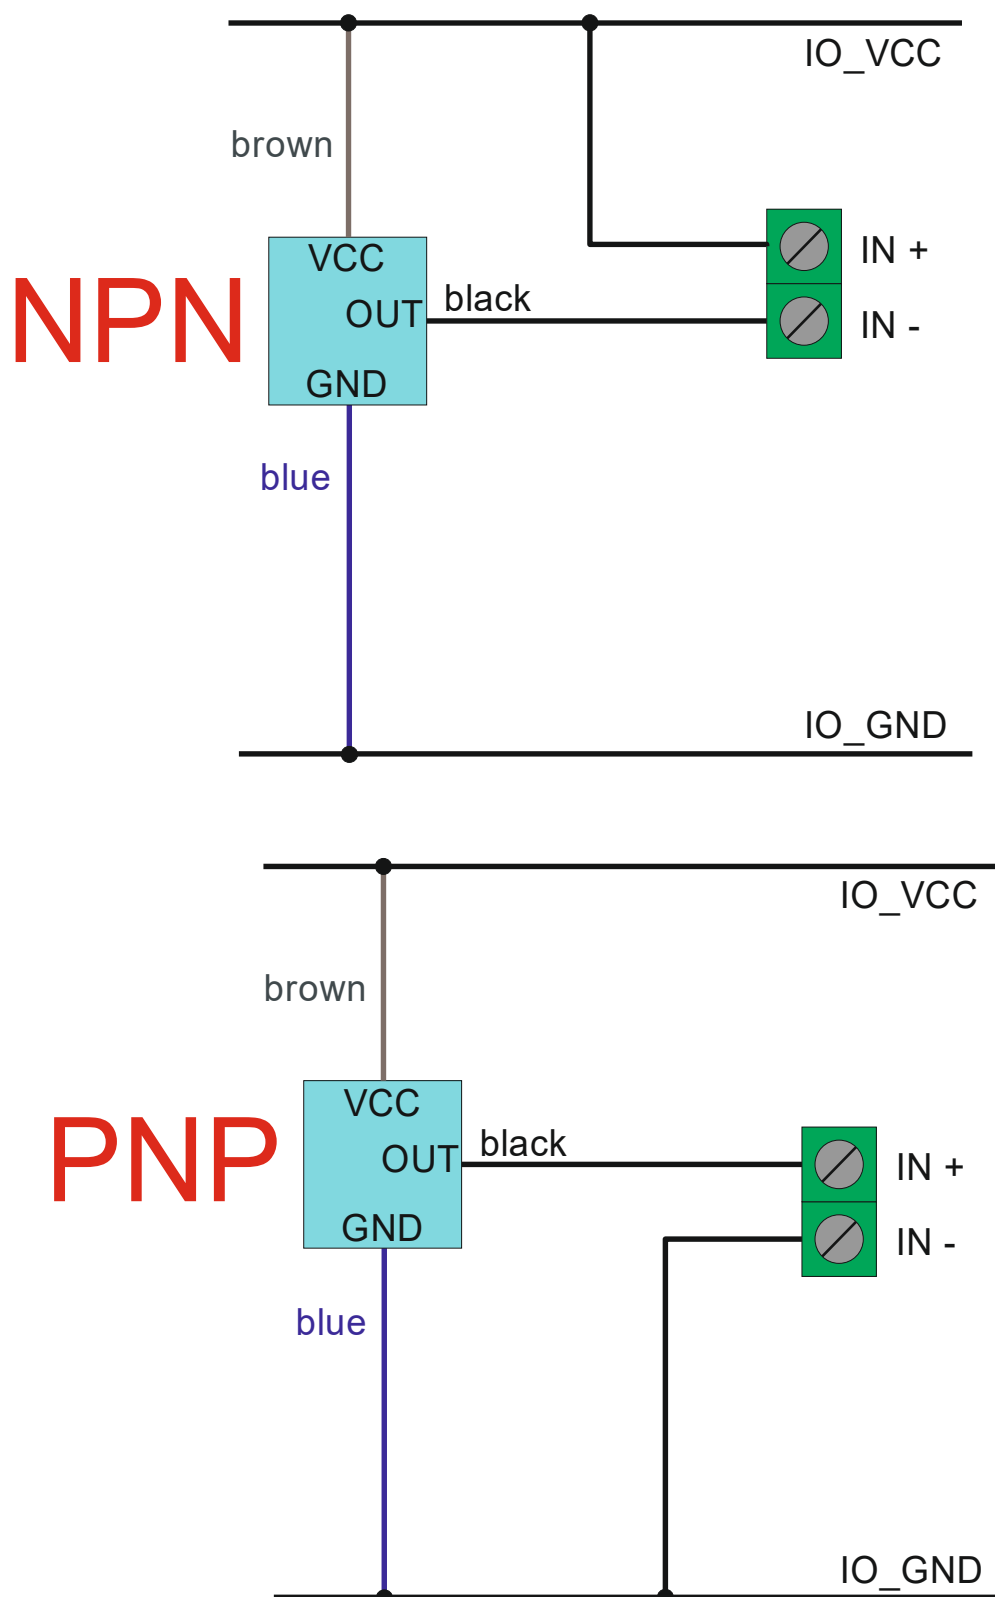 IO_VCC
brown
VCC
IN +
NPN
OUT
black
IN -
GND
blue
IO_GND
IO_VCC
brown
VCC
PNP
OUT
black
IN +
GND
IN -
blue
IO_GND